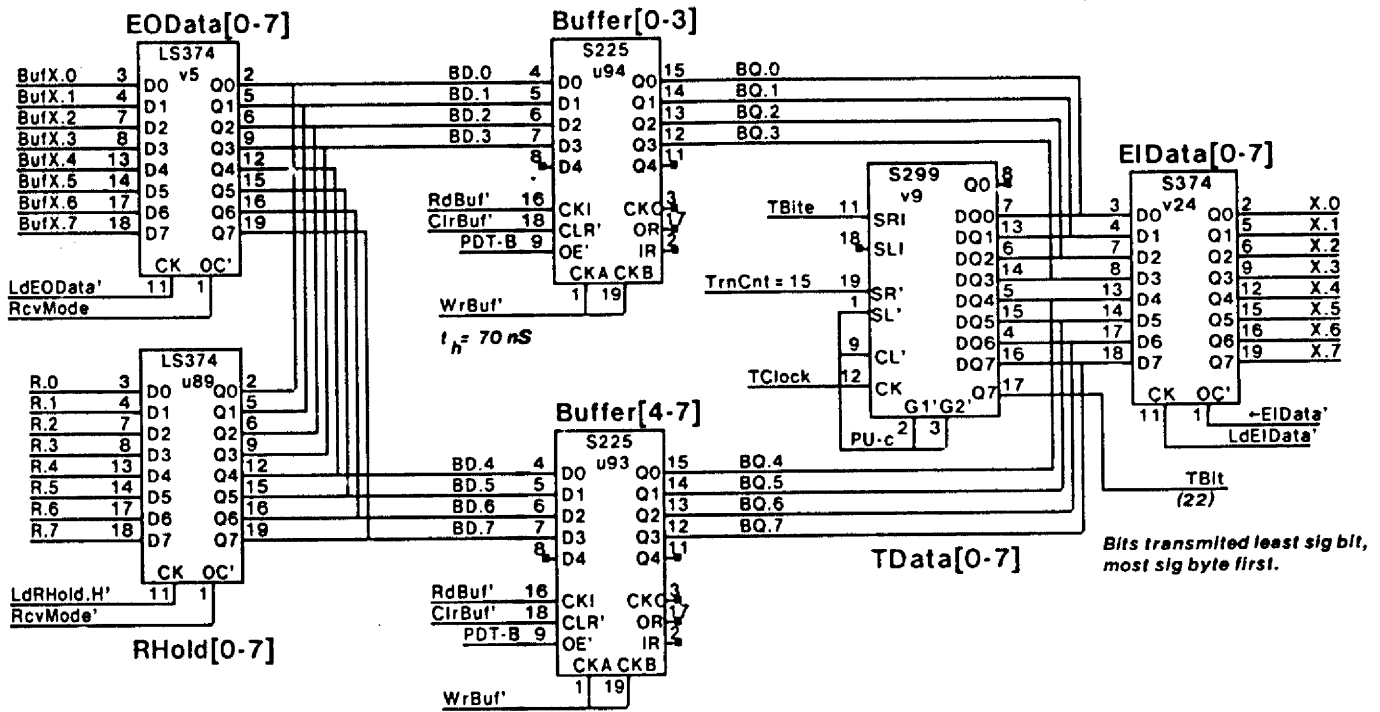 EOData[0-7]
LS374
v5
BufX.0 3 D0 Q0 2
BufX.1 4 D1 Q1 5
BufX.2 7 D2 Q2 6
BufX.3 8 D3 Q3 9
BufX.4 13 D4 Q4 12
BufX.5 14 D5 Q5 15
BufX.6 17 D6 Q6 16
BufX.7 18 D7 Q7 19
CK OC'
LdEOData' 11 1
RcvMode
LS374
u89
R.0 3 D0 Q0 2
R.1 4 D1 Q1 5
R.2 7 D2 Q2 6
R.3 8 D3 Q3 9
R.4 13 D4 Q4 12
R.5 14 D5 Q5 15
R.6 17 D6 Q6 16
R.7 18 D7 Q7 19
CK OC'
LdRHold.H' 11 1
RcvMode'
RHold[0-7]
Buffer[0-3]
S225
u94
BD.0 4 D0 Q0 15 BQ.0
BD.1 5 D1 Q1 14 BQ.1
BD.2 6 D2 Q2 13 BQ.2
BD.3 7 D3 Q3 12 BQ.3
8 D4 Q4 11
RdBuf' 16 CKI CKO 3
ClrBuf' 18 CLR' OR 17
PDT-B 9 OE' IR 2
CKA CKB
WrBuf' 1 19
th= 70 nS
Buffer[4-7]
S225
u93
BD.4 4 D0 Q0 15 BQ.4
BD.5 5 D1 Q1 14 BQ.5
BD.6 6 D2 Q2 13 BQ.6
BD.7 7 D3 Q3 12 BQ.7
8 D4 Q4 11
RdBuf' 16 CKI CKO 3
ClrBuf' 18 CLR' OR 17
PDT-B 9 OE' IR 2
CKA CKB
WrBuf' 1 19
S299
v9
Q0 8
TBite 11 SRI DQ0 7
18 SLI DQ1 13
DQ2 6
TrnCnt = 15 19 SR' DQ3 14
1 SL' DQ4 5
DQ5 15
9 CL' DQ6 4
DQ7 16
TClock 12 CK Q7 17
G1' G2'
PU-c 2 3
TData[0-7]
EIData[0-7]
S374
v24
3 D0 Q0 2 X.0
4 D1 Q1 5 X.1
7 D2 Q2 6 X.2
8 D3 Q3 9 X.3
13 D4 Q4 12 X.4
14 D5 Q5 15 X.5
17 D6 Q6 16 X.6
18 D7 Q7 19 X.7
CK OC'
11 1 ←EIData'
LdEIData'
TBit
(22)
Bits transmited least sig bit,
most sig byte first.